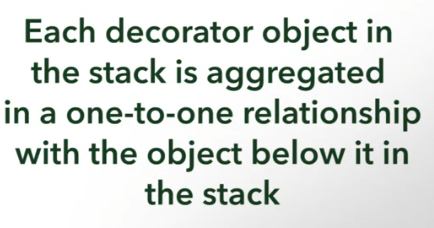 Each decorator object in
the stack is aggregated
in a one-to-one relationship
with the object below it in
the stack